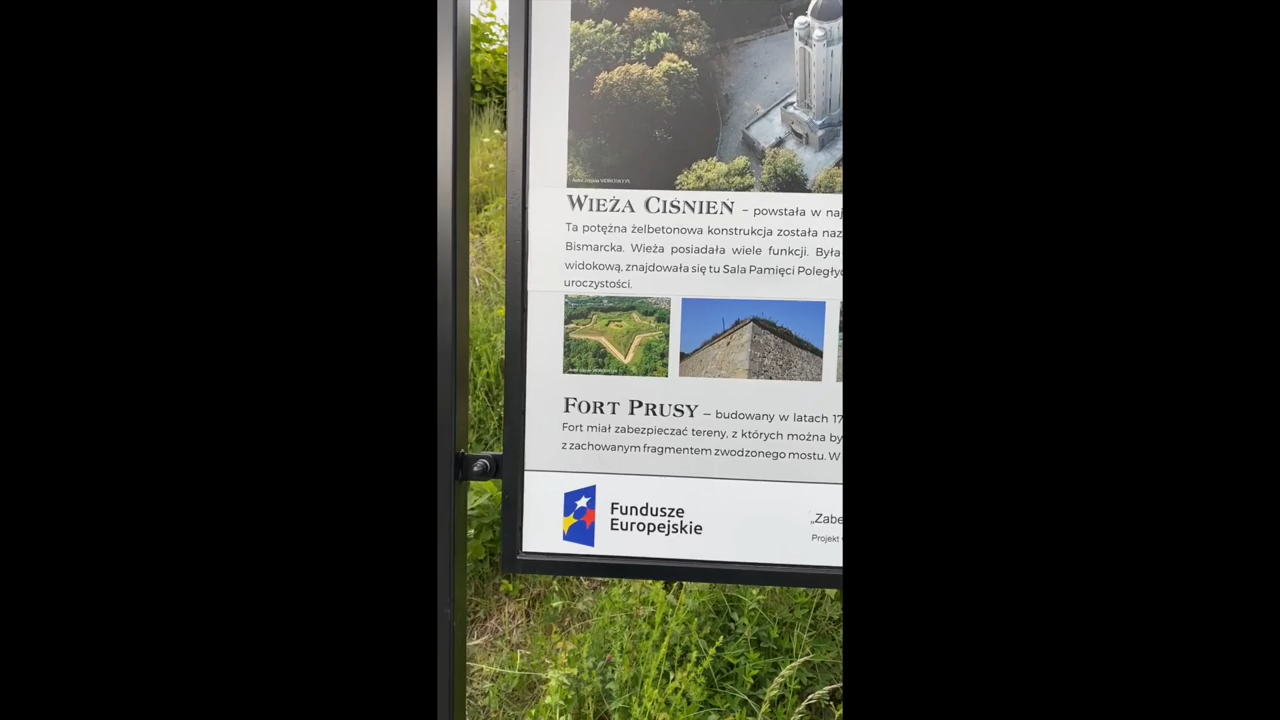 WIEŻA CIŚNIEŃ – powstała w naj
Ta potężna żelbetonowa konstrukcja została naz
Bismarcka. Wieża posiadała wiele funkcji. Była
widokową, znajdowała się tu Sala Pamięci Poległyc
uroczystości.
FORT PRUSY – budowany w latach 17
Fort miał zabezpieczać tereny, z których można by
z zachowanym fragmentem zwodzonego mostu. W
Fundusze
Europejskie
„Zabe
Projekt